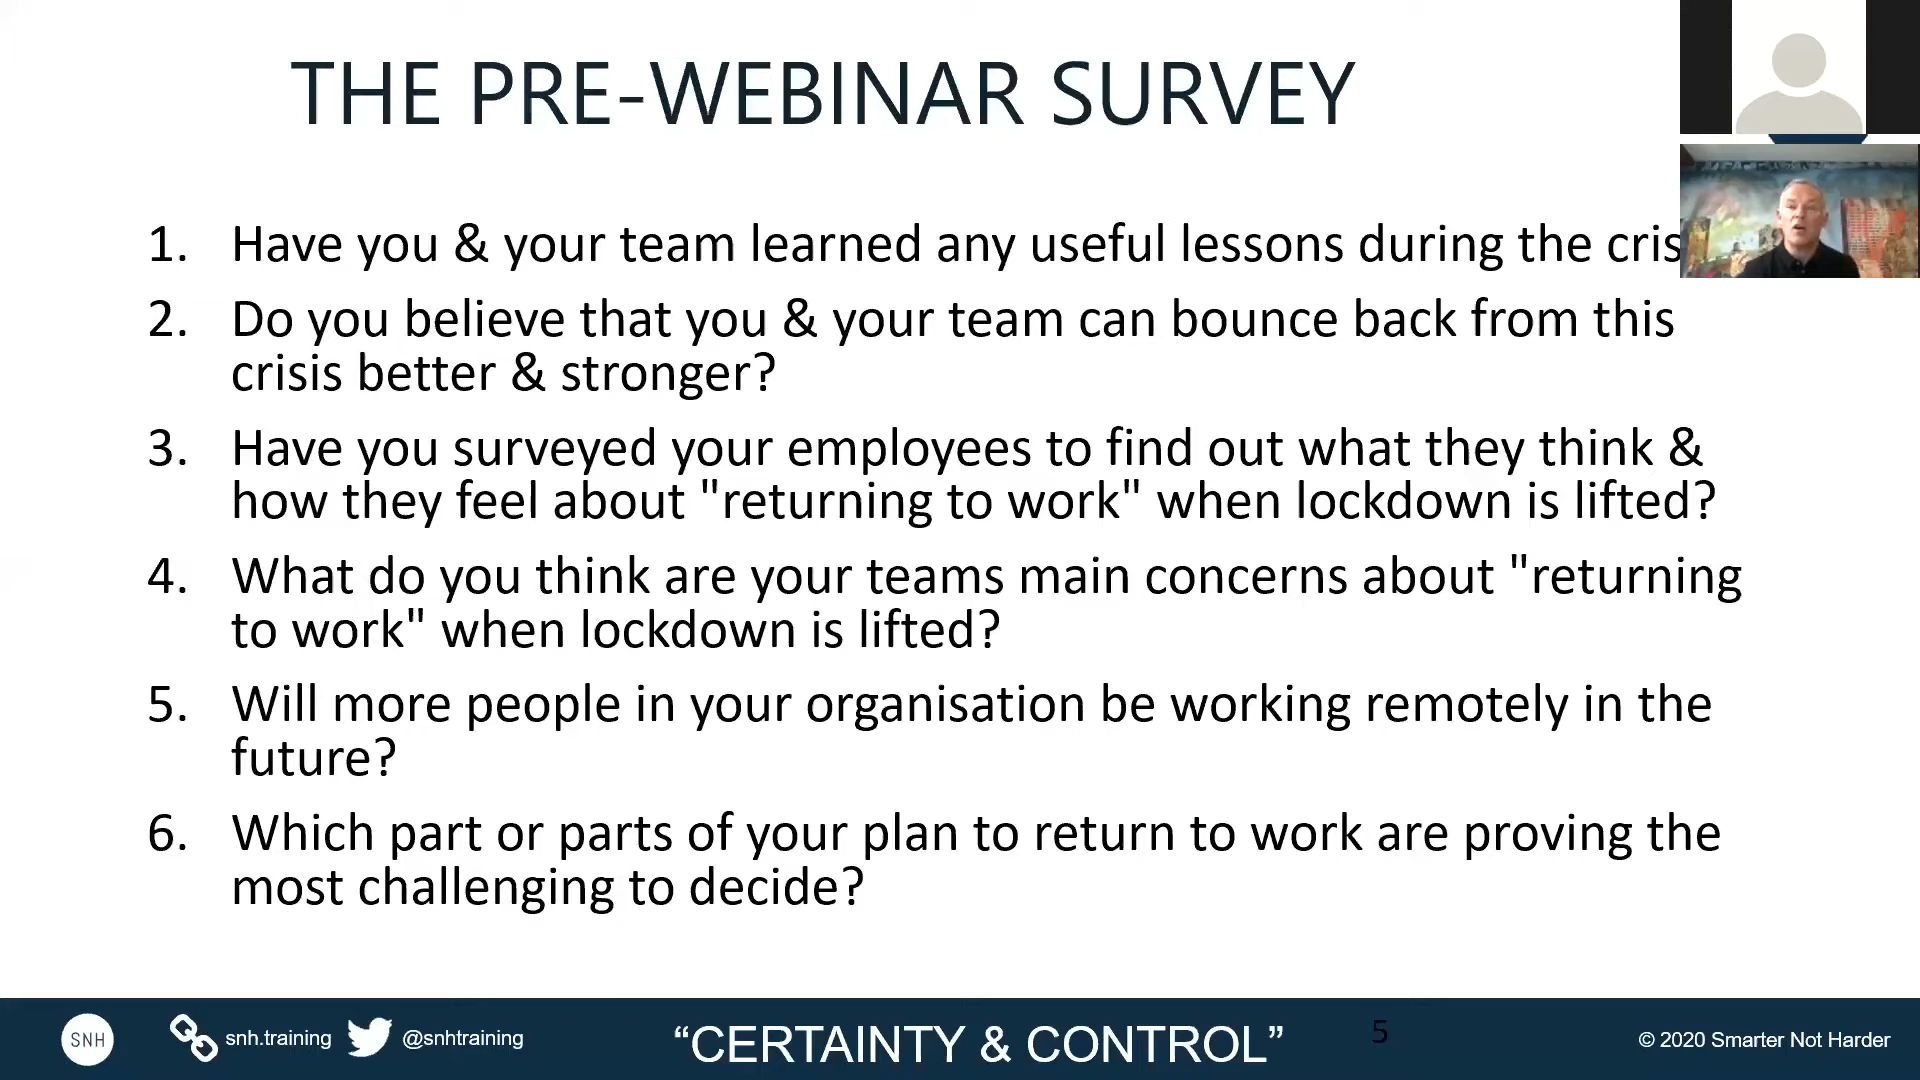 THE PRE-WEBINAR SURVEY
1. Have you & your team learned any useful lessons during the cris
2. Do you believe that you & your team can bounce back from this
crisis better & stronger?
3. Have you surveyed your employees to find out what they think &
how they feel about "returning to work" when lockdown is lifted?
4. What do you think are your teams main concerns about "returning
to work" when lockdown is lifted?
5. Will more people in your organisation be working remotely in the
future?
6. Which part or parts of your plan to return to work are proving the
most challenging to decide?
SNH snh.training @snhtraining “CERTAINTY & CONTROL” 5 © 2020 Smarter Not Harder